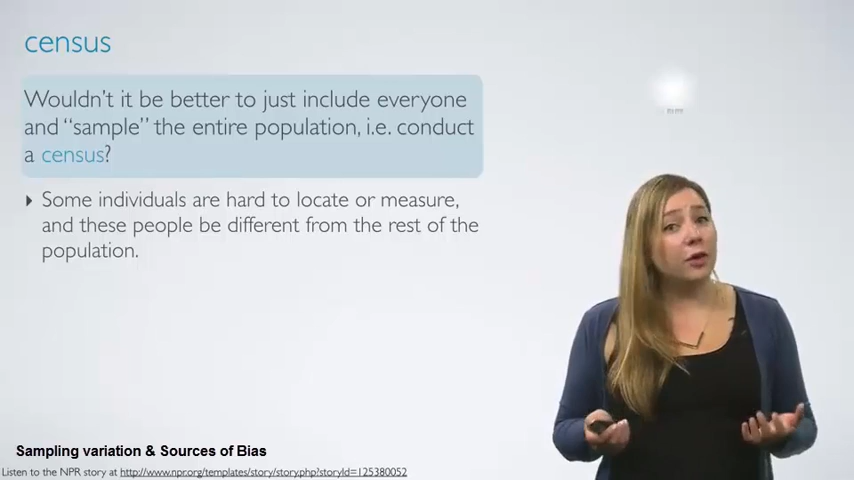 census
Wouldn't it be better to just include everyone
and “sample” the entire population, i.e. conduct
a census?
Some individuals are hard to locate or measure,
and these people be different from the rest of the
population.
Sampling variation & Sources of Bias
Listen to the NPR story at http://www.npr.org/templates/story/story.php?storyId=125380052